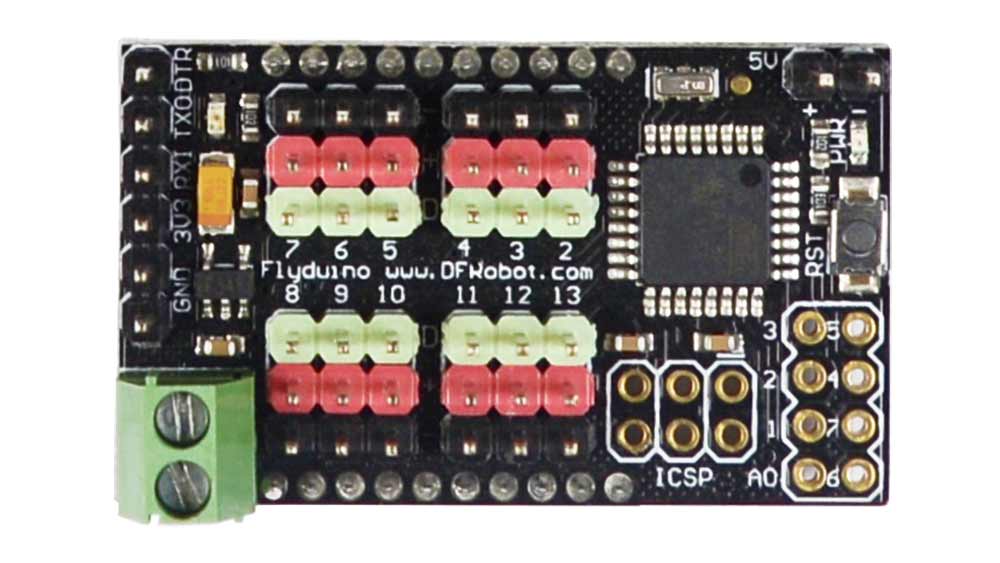 DTR
TXO
RXI
3V3
GND
5V
+ -
PWR
RST
D
7 6 5 4 3 2
Flyduino www.DFRobot.com
8 9 10 11 12 13
D
3 5
2 4
1 7
A0 6
ICSP